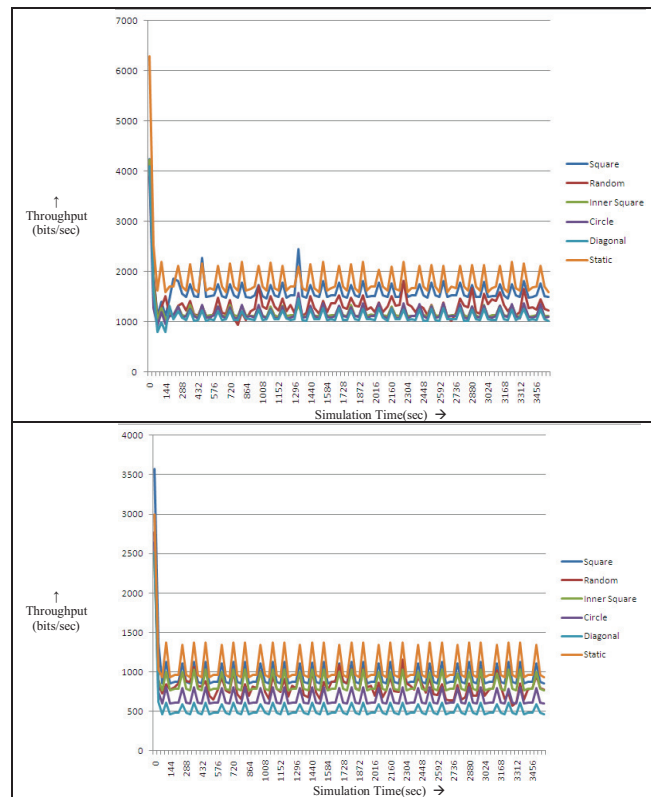 7000
6000
5000
4000
3000
2000
1000
0
↑
Throughput
(bits/sec)
0 144 288 432 576 720 864 1008 1152 1296 1440 1584 1728 1872 2016 2160 2304 2448 2592 2736 2880 3024 3168 3312 3456
Simulation Time(sec) →
Square
Random
Inner Square
Circle
Diagonal
Static
4000
3500
3000
2500
2000
1500
1000
500
0
↑
Throughput
(bits/sec)
0 144 288 432 576 720 864 1008 1152 1296 1440 1584 1728 1872 2016 2160 2304 2448 2592 2736 2880 3024 3168 3312 3456
Simulation Time(sec) →
Square
Random
Inner Square
Circle
Diagonal
Static